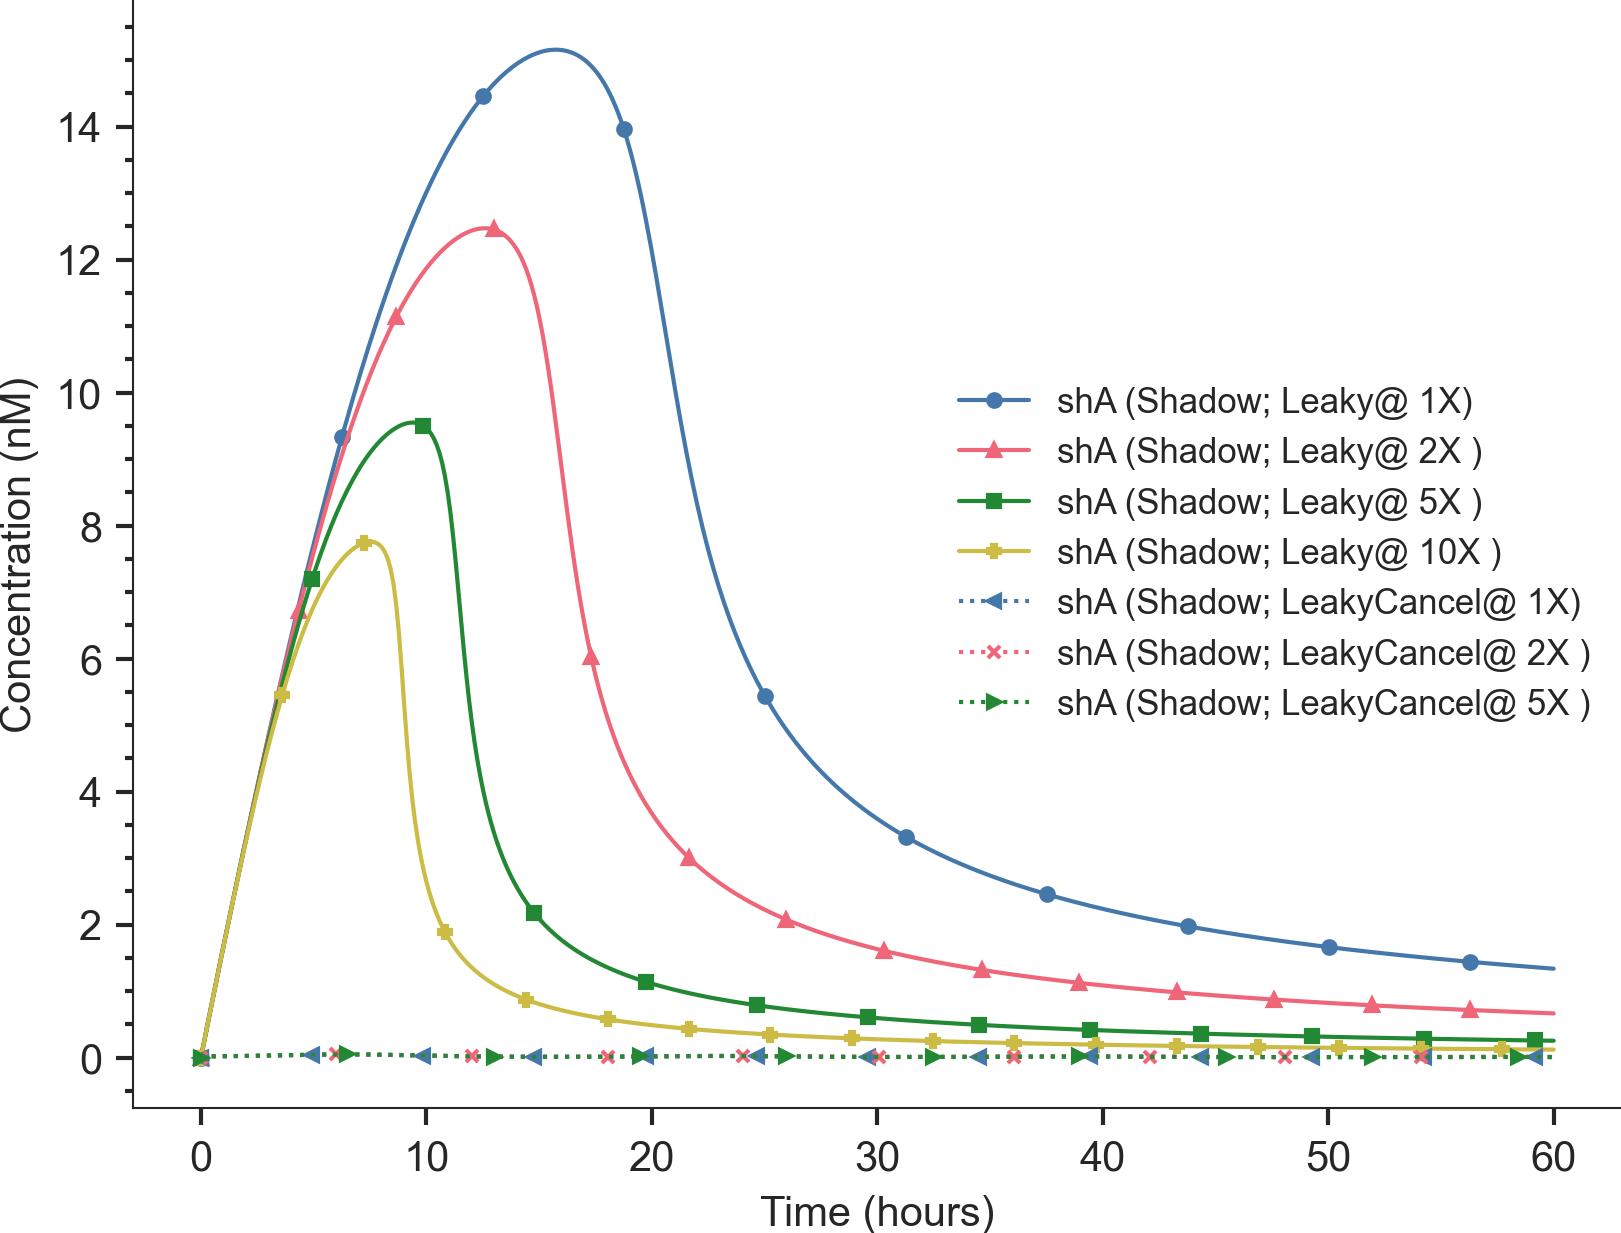 Concentration (nM)
14
12
10
8
6
4
2
0
shA (Shadow; Leaky@ 1X)
shA (Shadow; Leaky@ 2X )
shA (Shadow; Leaky@ 5X )
shA (Shadow; Leaky@ 10X )
shA (Shadow; LeakyCancel@ 1X)
shA (Shadow; LeakyCancel@ 2X )
shA (Shadow; LeakyCancel@ 5X )
0 10 20 30 40 50 60
Time (hours)